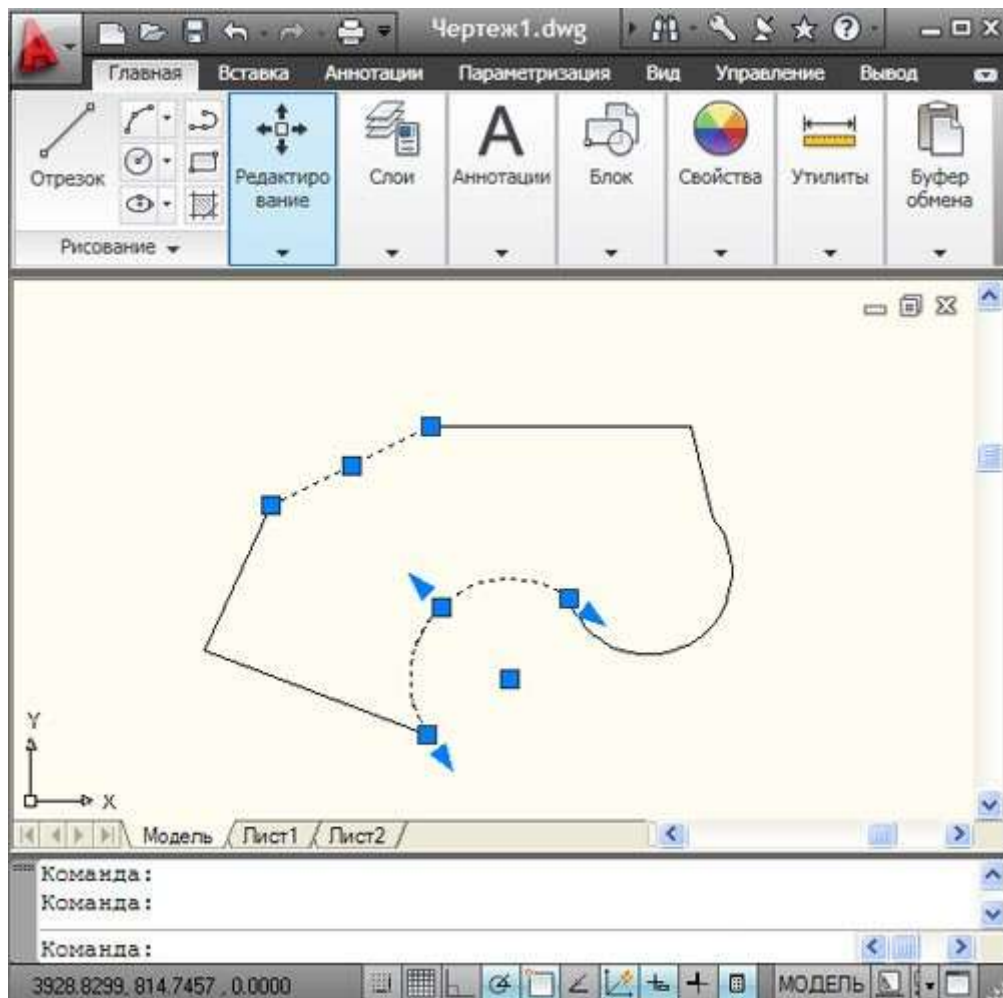 Чертеж1.dwg
Главная Вставка Аннотации Параметризация Вид Управление Вывод
Отрезок
Рисование
Редактиро
вание
Слои
Аннотации
Блок
Свойства
Утилиты
Буфер
обмена
Y
X
Модель Лист1 Лист2
Команда:
Команда:
Команда:
3928.8299, 814.7457 , 0.0000 МОДЕЛЬ